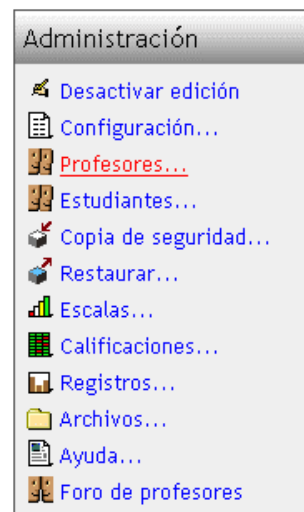 Administración
Desactivar edición
Configuración...
Profesores...
Estudiantes...
Copia de seguridad...
Restaurar...
Escalas...
Calificaciones...
Registros...
Archivos...
Ayuda...
Foro de profesores